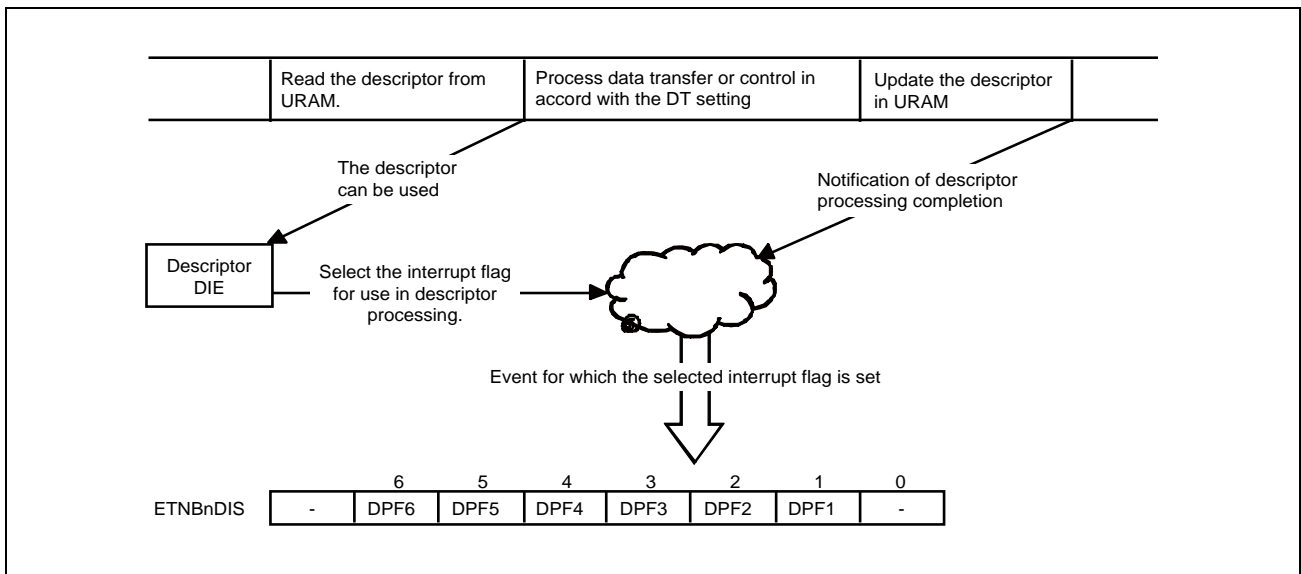 Read the descriptor from
URAM.
Process data transfer or control in
accord with the DT setting
Update the descriptor
in URAM
The descriptor
can be used
Notification of descriptor
processing completion
Descriptor
DIE
Select the interrupt flag
for use in descriptor
processing.
Event for which the selected interrupt flag is set
6 5 4 3 2 1 0
ETNBnDIS - DPF6 DPF5 DPF4 DPF3 DPF2 DPF1 -